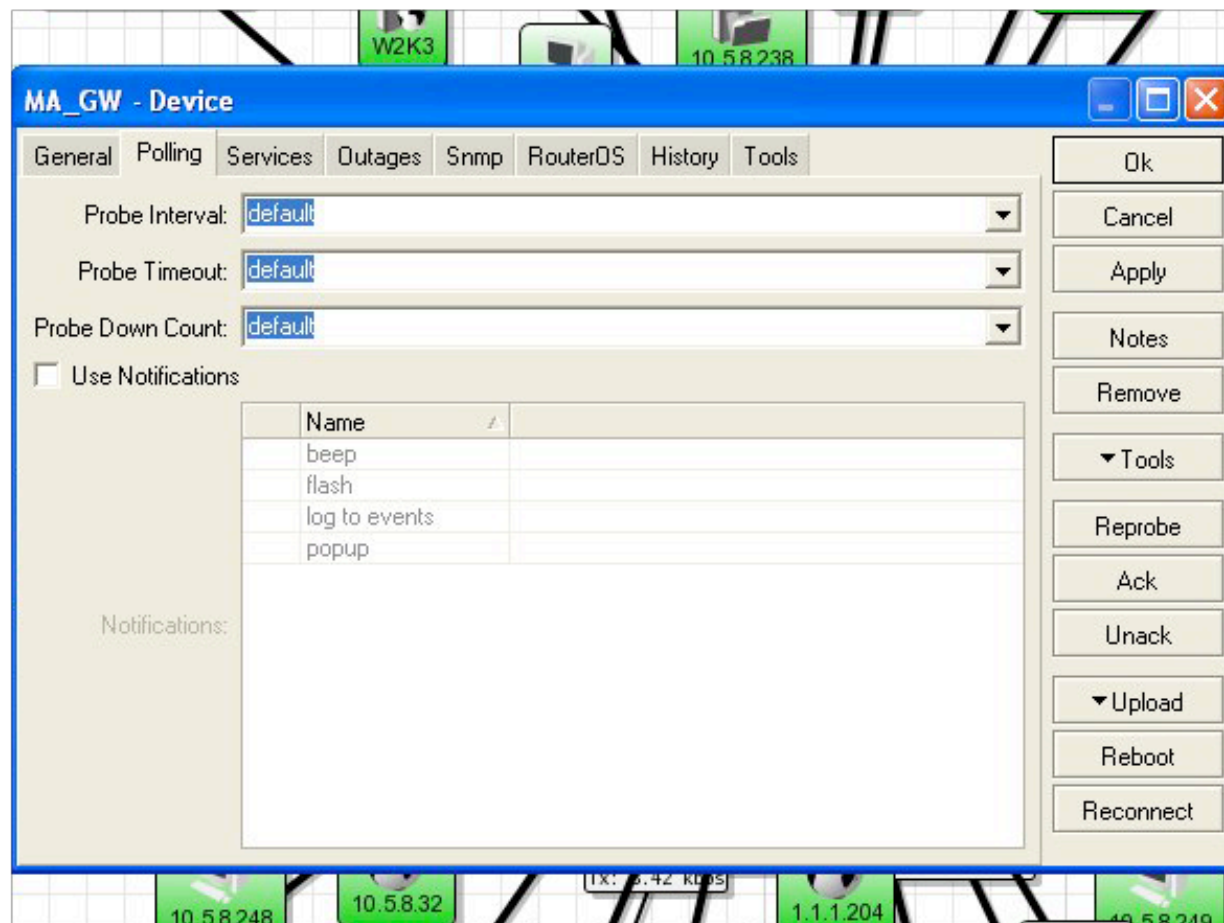 W2K3
10.5.8.238
MA_GW - Device
General Polling Services Outages Snmp RouterOS History Tools
Ok
Probe Interval: default
Cancel
Probe Timeout: default
Apply
Probe Down Count: default
Notes
Use Notifications
Remove
Name
beep
Tools
flash
log to events
Reprobe
popup
Ack
Notifications:
Unack
Upload
Reboot
Reconnect
10.5.8.248
10.5.8.32
kbps
1.1.1.204
10.5.8.249